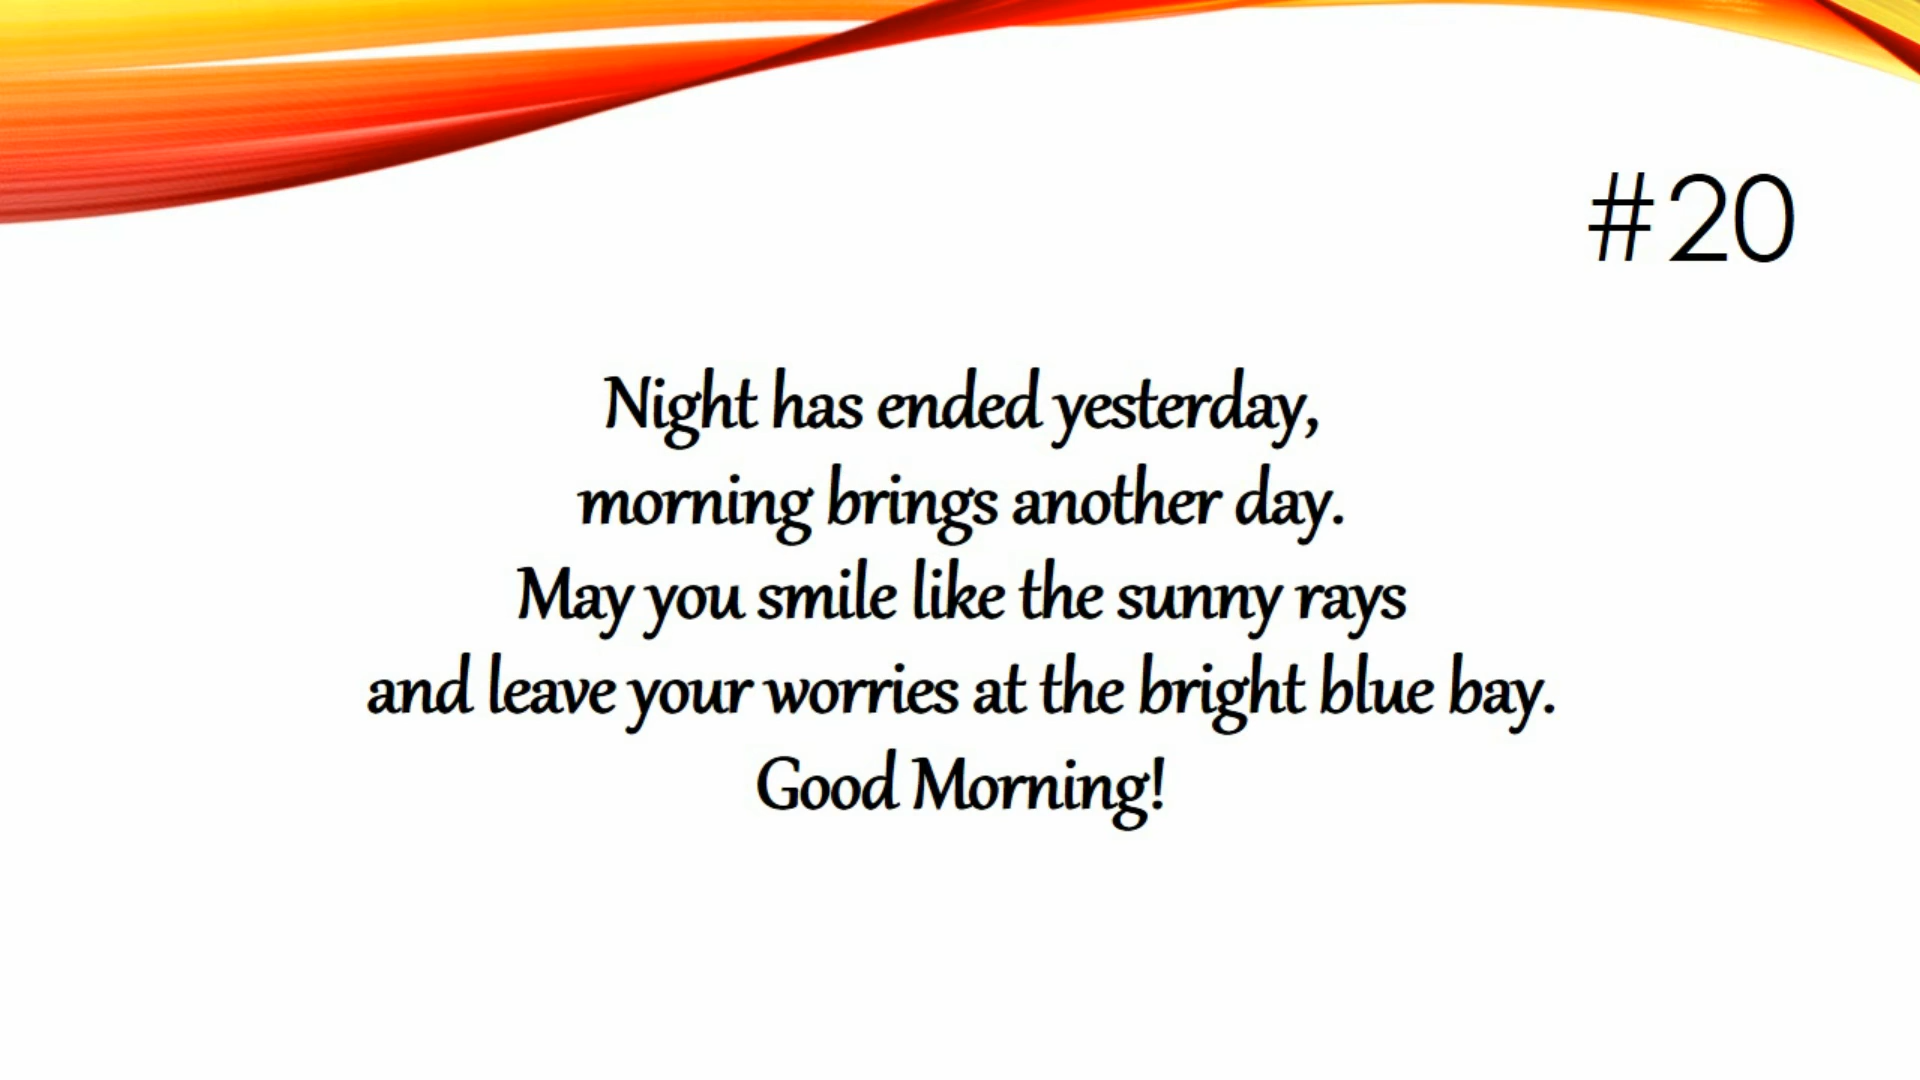 #20
Night has ended yesterday,
morning brings another day.
May you smile like the sunny rays
and leave your worries at the bright blue bay.
Good Morning!